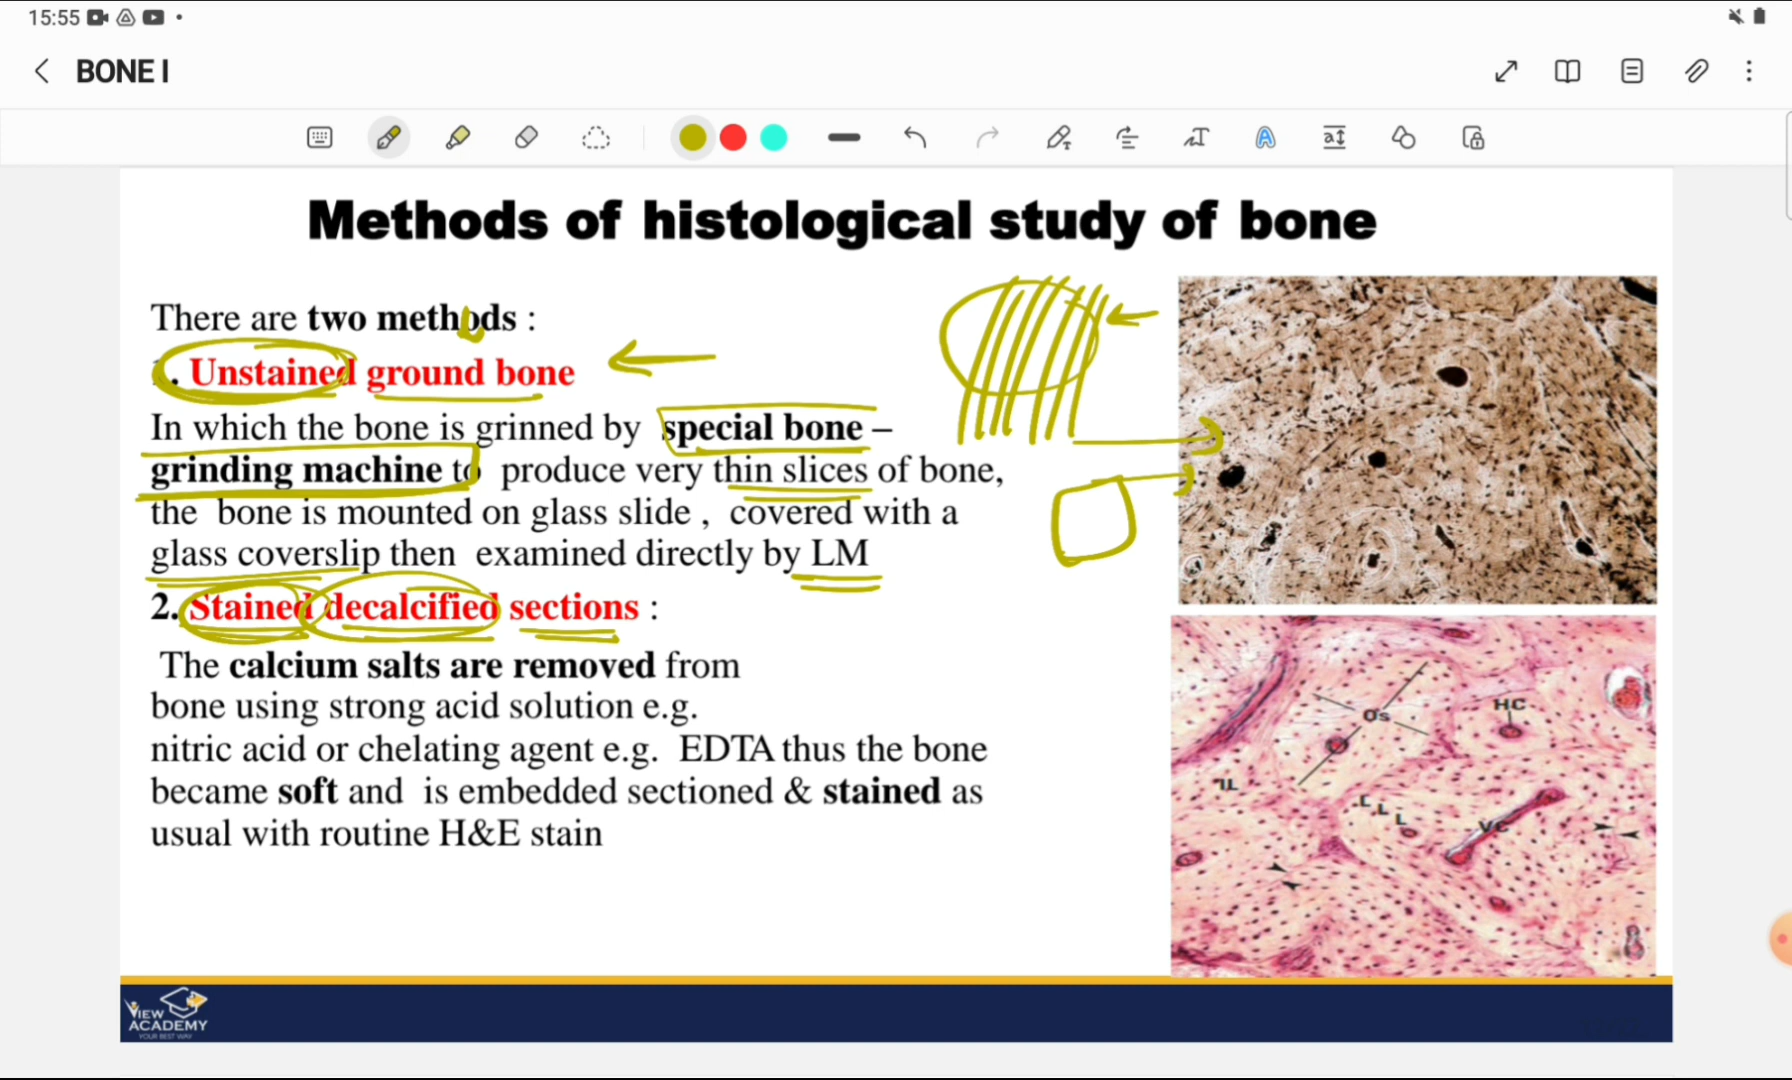 15:55
BONE I
Methods of histological study of bone
There are two methods :
1. Unstained ground bone
In which the bone is grinned by special bone –
grinding machine to produce very thin slices of bone,
the bone is mounted on glass slide , covered with a
glass coverslip then examined directly by LM
2. Stained decalcified sections :
The calcium salts are removed from
bone using strong acid solution e.g.
nitric acid or chelating agent e.g. EDTA thus the bone
became soft and is embedded sectioned & stained as
usual with routine H&E stain
Os
HC
IL
L
L
L
VC
VIEW
ACADEMY
YOUR BEST WAY